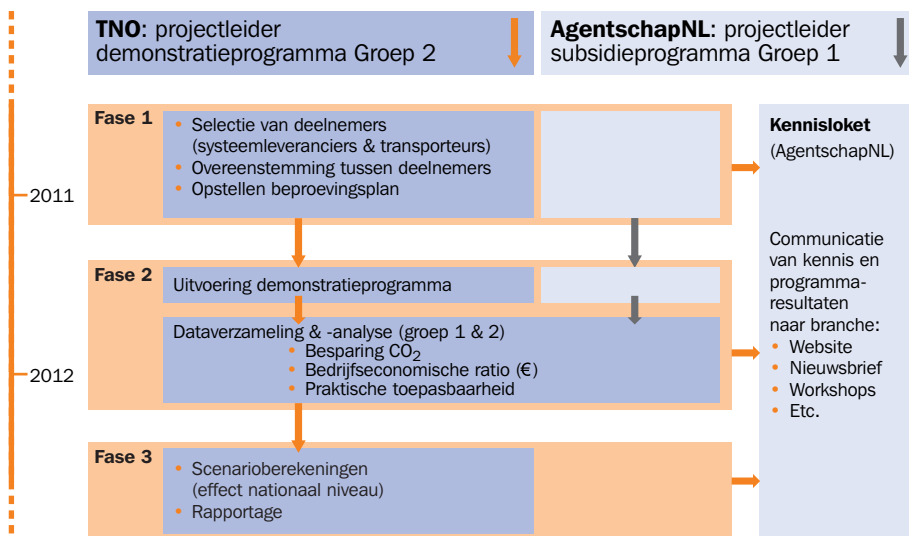 TNO: projectleider
demonstratieprogramma Groep 2
AgentschapNL: projectleider
subsidieprogramma Groep 1
2011
2012
Fase 1
• Selectie van deelnemers
(systeemleveranciers & transporteurs)
• Overeenstemming tussen deelnemers
• Opstellen beproevingsplan
Fase 2
Uitvoering demonstratieprogramma
Dataverzameling & -analyse (groep 1 & 2)
• Besparing CO₂
• Bedrijfseconomische ratio (€)
• Praktische toepasbaarheid
Fase 3
• Scenarioberekeningen
(effect nationaal niveau)
• Rapportage
Kennisloket
(AgentschapNL)
Communicatie
van kennis en
programma-
resultaten
naar branche:
• Website
• Nieuwsbrief
• Workshops
• Etc.